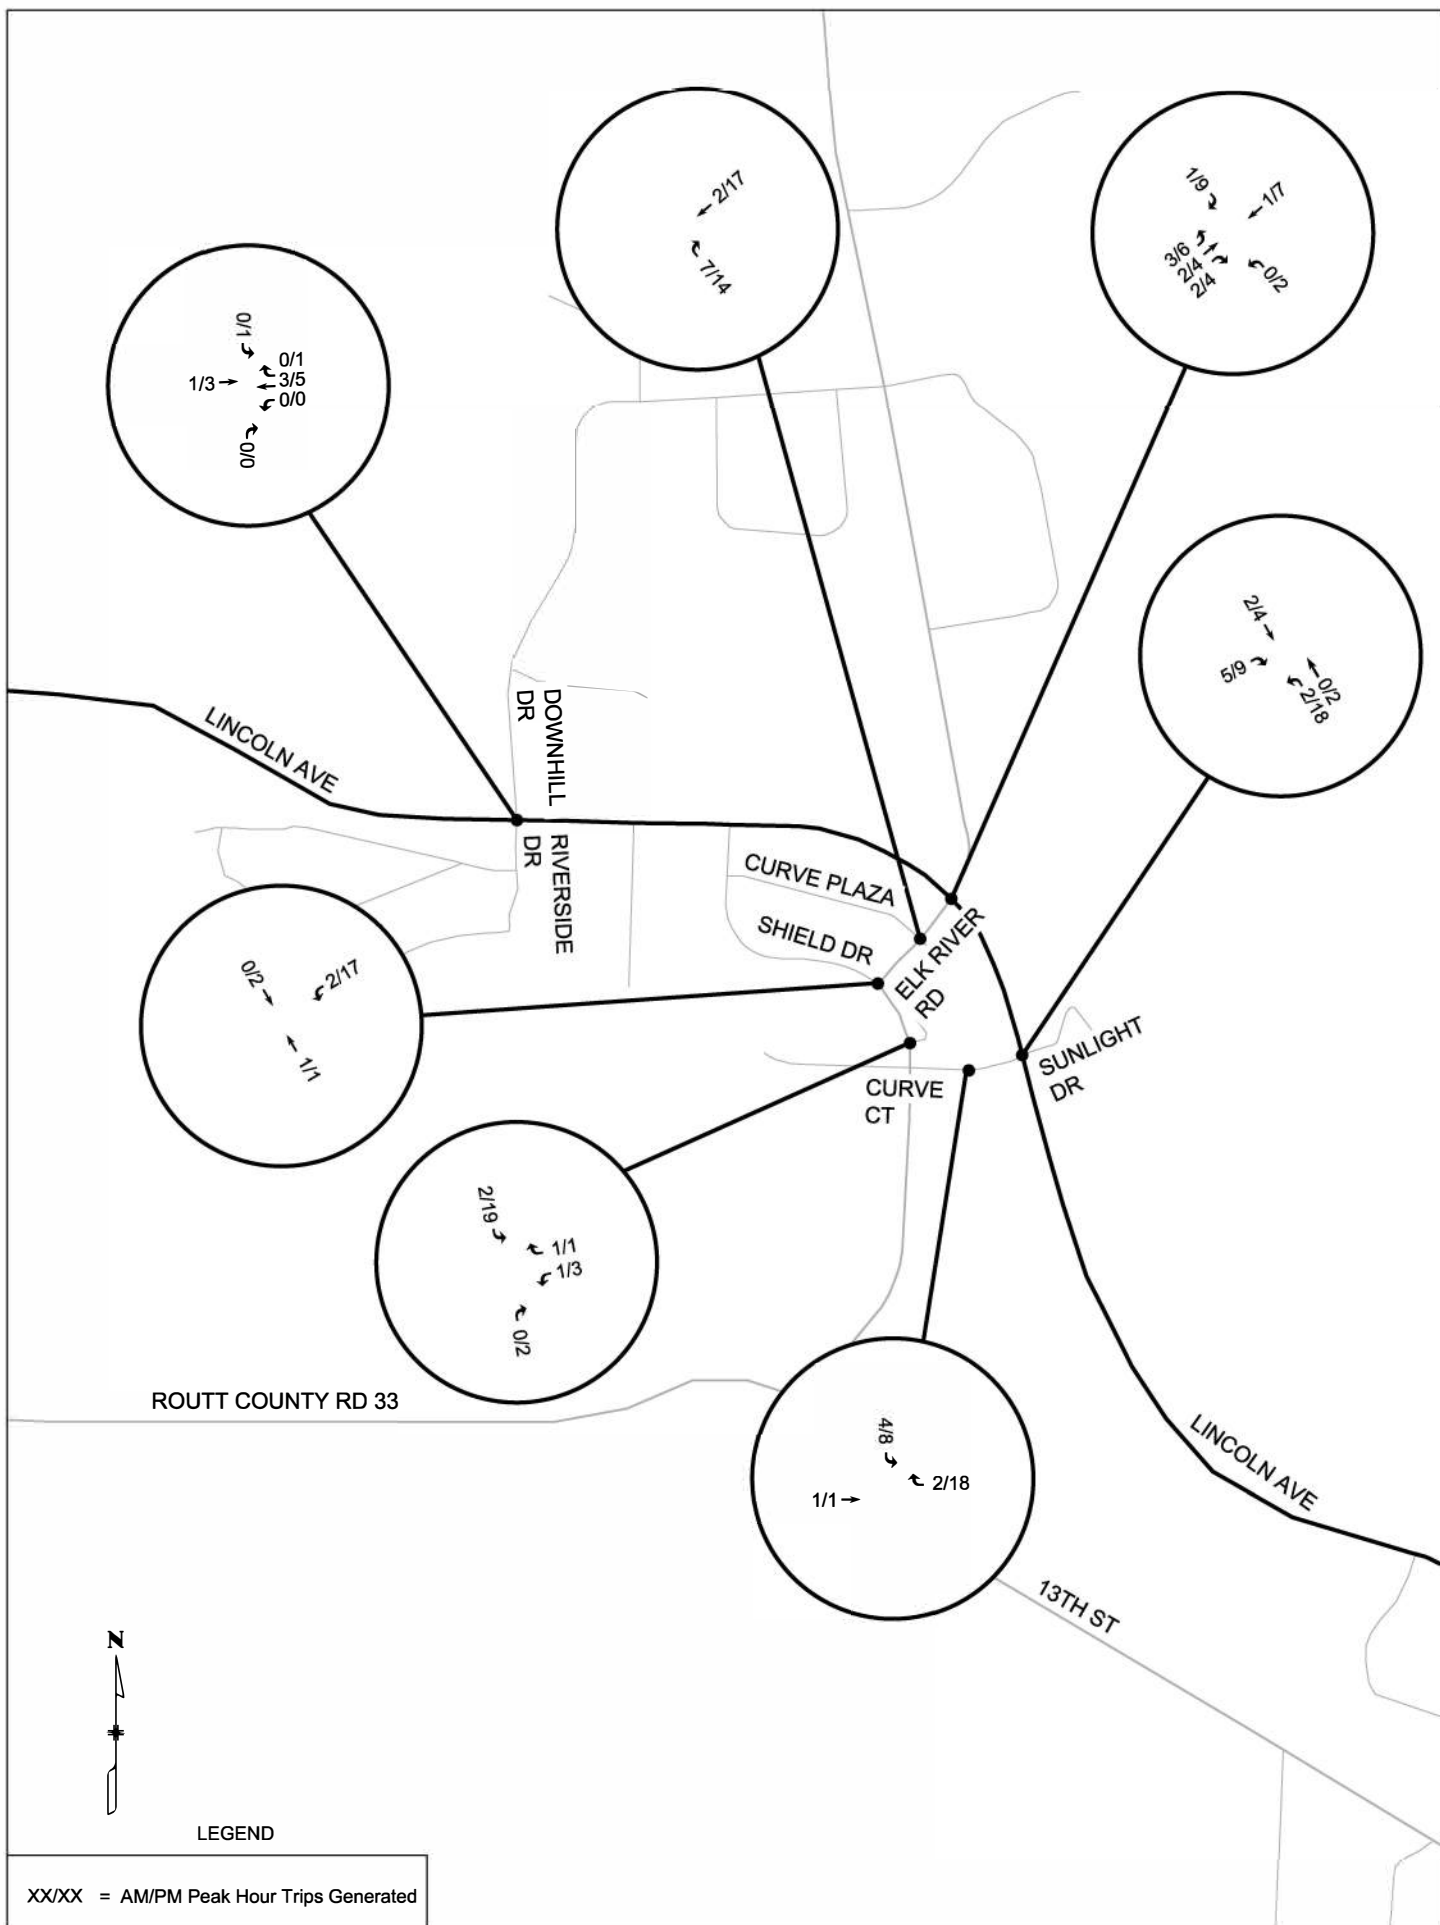 2/17
7/14
1/9
1/7
3/6
2/4
2/4
0/2
0/1
0/1
1/3
3/5
0/0
0/0
2/4
5/9
0/2
2/18
LINCOLN AVE
DOWNHILL
DR
RIVERSIDE
DR
CURVE PLAZA
SHIELD DR
ELK RIVER
RD
SUNLIGHT
DR
CURVE
CT
0/2
2/17
1/1
2/19
1/1
1/3
0/2
ROUTT COUNTY RD 33
4/8
2/18
1/1
LINCOLN AVE
13TH ST
N
LEGEND
XX/XX = AM/PM Peak Hour Trips Generated